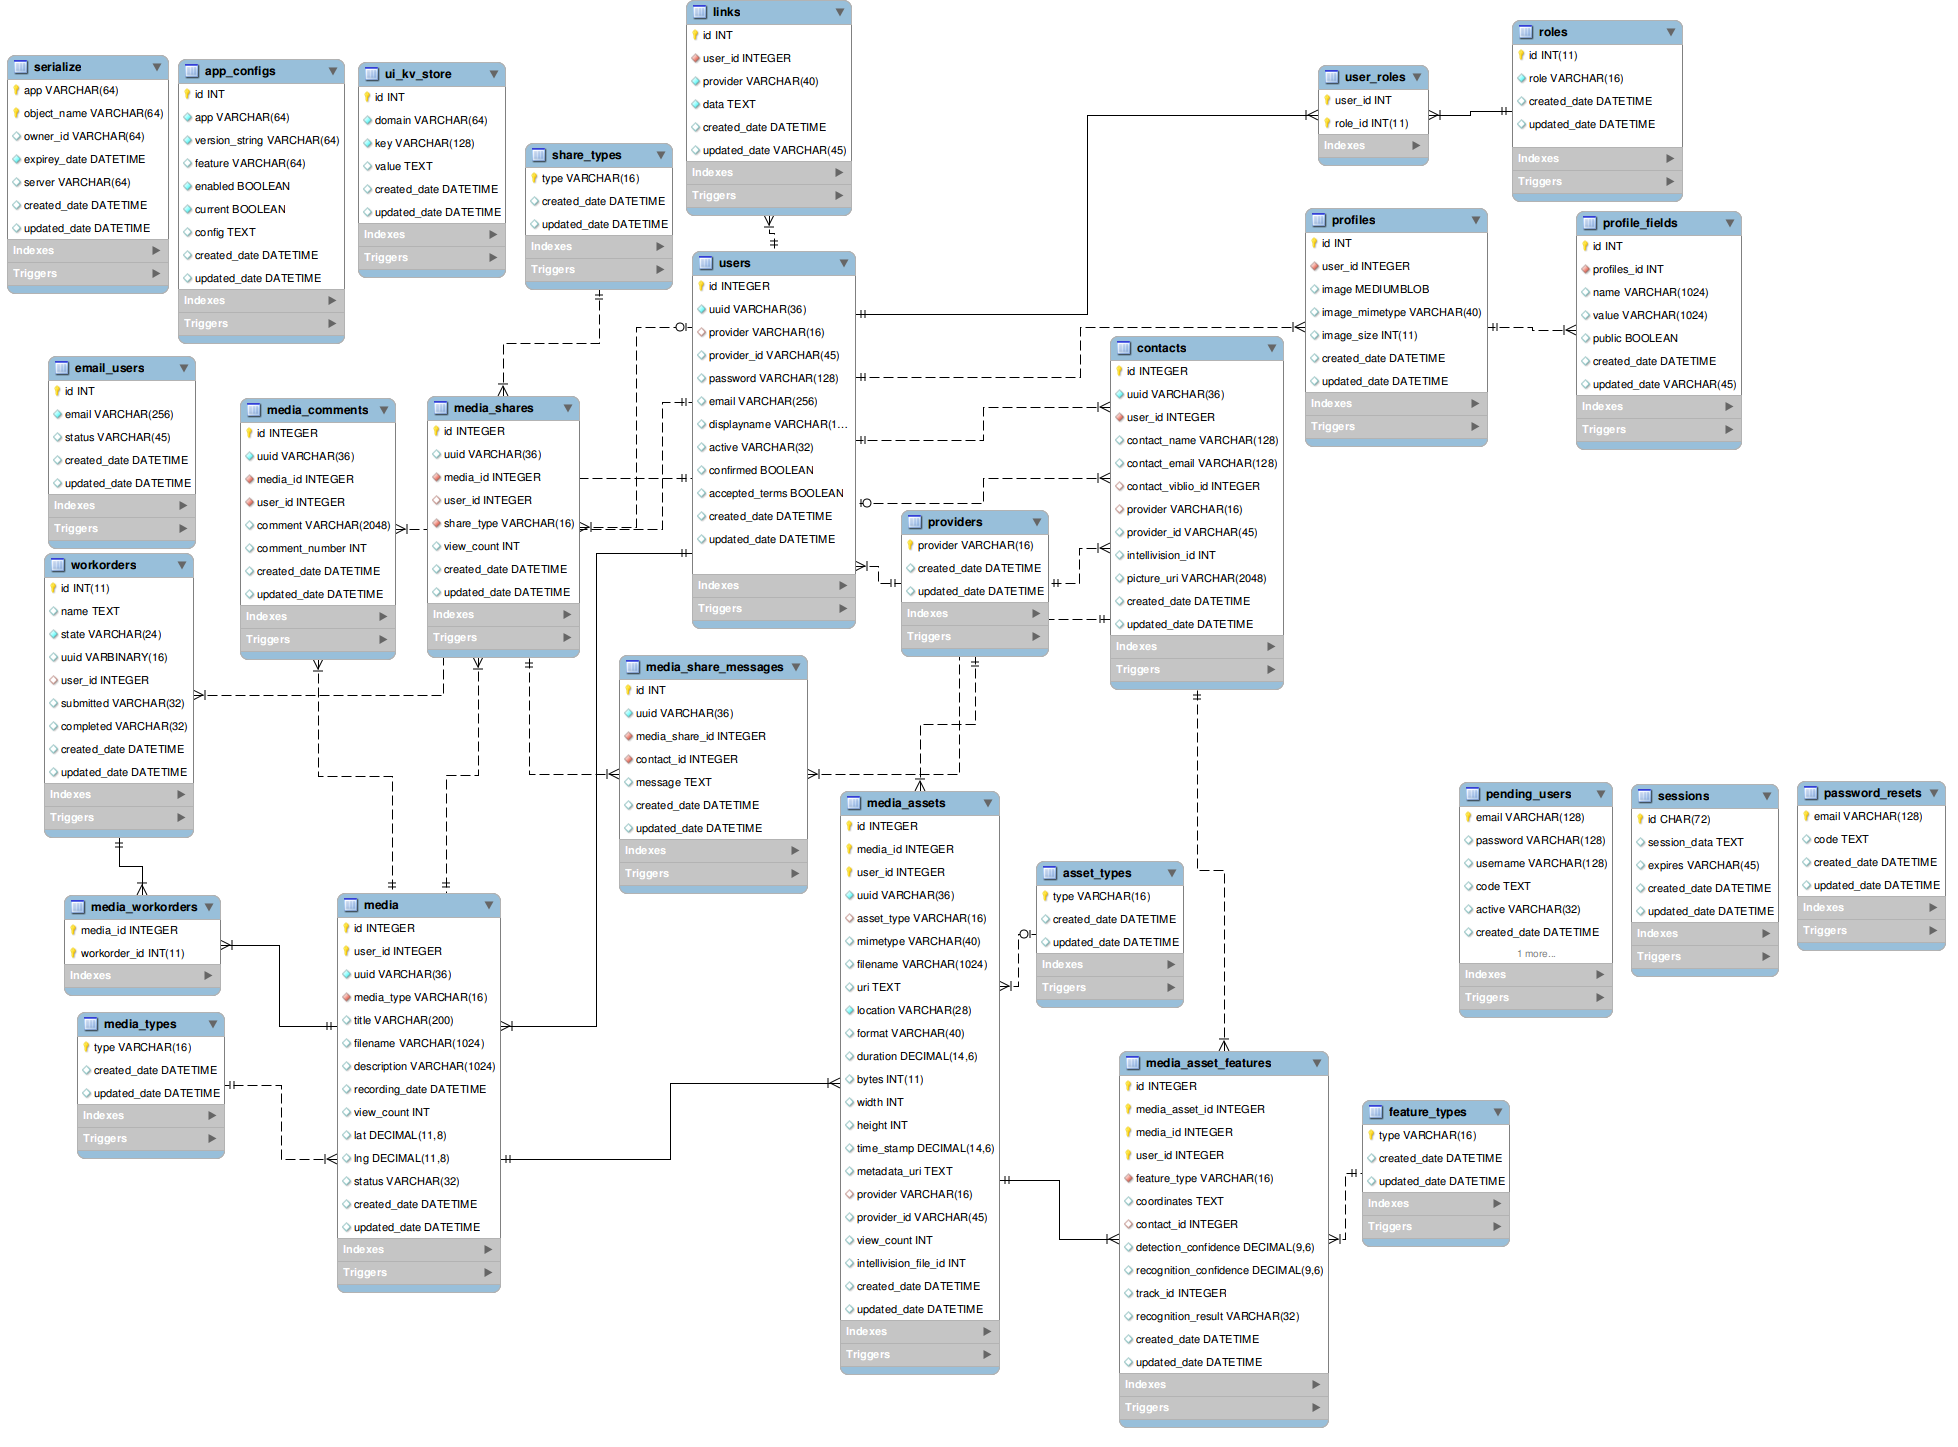 links
id INT
user_id INTEGER
provider VARCHAR(40)
data TEXT
created_date DATETIME
updated_date VARCHAR(45)
Indexes
Triggers
roles
id INT(11)
role VARCHAR(16)
created_date DATETIME
updated_date DATETIME
Indexes
Triggers
user_roles
user_id INT
role_id INT(11)
Indexes
serialize
app VARCHAR(64)
object_name VARCHAR(64)
owner_id VARCHAR(64)
expirey_date DATETIME
server VARCHAR(64)
created_date DATETIME
updated_date DATETIME
Indexes
Triggers
app_configs
id INT
app VARCHAR(64)
version_string VARCHAR(64)
feature VARCHAR(64)
enabled BOOLEAN
current BOOLEAN
config TEXT
created_date DATETIME
updated_date DATETIME
Indexes
Triggers
ui_kv_store
id INT
domain VARCHAR(64)
key VARCHAR(128)
value TEXT
created_date DATETIME
updated_date DATETIME
Indexes
Triggers
share_types
type VARCHAR(16)
created_date DATETIME
updated_date DATETIME
Indexes
Triggers
users
id INTEGER
uuid VARCHAR(36)
provider VARCHAR(16)
provider_id VARCHAR(45)
password VARCHAR(128)
email VARCHAR(256)
displayname VARCHAR(1...
active VARCHAR(32)
confirmed BOOLEAN
accepted_terms BOOLEAN
created_date DATETIME
updated_date DATETIME
Indexes
Triggers
profiles
id INT
user_id INTEGER
image MEDIUMBLOB
image_mimetype VARCHAR(40)
image_size INT(11)
created_date DATETIME
updated_date DATETIME
Indexes
Triggers
profile_fields
id INT
profiles_id INT
name VARCHAR(1024)
value VARCHAR(1024)
public BOOLEAN
created_date DATETIME
updated_date VARCHAR(45)
Indexes
Triggers
contacts
id INTEGER
uuid VARCHAR(36)
user_id INTEGER
contact_name VARCHAR(128)
contact_email VARCHAR(128)
contact_viblio_id INTEGER
provider VARCHAR(16)
provider_id VARCHAR(45)
intellivision_id INT
picture_uri VARCHAR(2048)
created_date DATETIME
updated_date DATETIME
Indexes
Triggers
email_users
id INT
email VARCHAR(256)
status VARCHAR(45)
created_date DATETIME
updated_date DATETIME
Indexes
Triggers
media_comments
id INTEGER
uuid VARCHAR(36)
media_id INTEGER
user_id INTEGER
comment VARCHAR(2048)
comment_number INT
created_date DATETIME
updated_date DATETIME
Indexes
Triggers
media_shares
id INTEGER
uuid VARCHAR(36)
media_id INTEGER
user_id INTEGER
share_type VARCHAR(16)
view_count INT
created_date DATETIME
updated_date DATETIME
Indexes
Triggers
providers
provider VARCHAR(16)
created_date DATETIME
updated_date DATETIME
Indexes
Triggers
workorders
id INT(11)
name TEXT
state VARCHAR(24)
uuid VARBINARY(16)
user_id INTEGER
submitted VARCHAR(32)
completed VARCHAR(32)
created_date DATETIME
updated_date DATETIME
Indexes
Triggers
media_share_messages
id INT
uuid VARCHAR(36)
media_share_id INTEGER
contact_id INTEGER
message TEXT
created_date DATETIME
updated_date DATETIME
Indexes
Triggers
media_assets
id INTEGER
media_id INTEGER
user_id INTEGER
uuid VARCHAR(36)
asset_type VARCHAR(16)
mimetype VARCHAR(40)
filename VARCHAR(1024)
uri TEXT
location VARCHAR(28)
format VARCHAR(40)
duration DECIMAL(14,6)
bytes INT(11)
width INT
height INT
time_stamp DECIMAL(14,6)
metadata_uri TEXT
provider VARCHAR(16)
provider_id VARCHAR(45)
view_count INT
intellivision_file_id INT
created_date DATETIME
updated_date DATETIME
Indexes
Triggers
asset_types
type VARCHAR(16)
created_date DATETIME
updated_date DATETIME
Indexes
Triggers
pending_users
email VARCHAR(128)
password VARCHAR(128)
username VARCHAR(128)
code TEXT
active VARCHAR(32)
created_date DATETIME
1 more...
Indexes
Triggers
sessions
id CHAR(72)
session_data TEXT
expires VARCHAR(45)
created_date DATETIME
updated_date DATETIME
Indexes
Triggers
password_resets
email VARCHAR(128)
code TEXT
created_date DATETIME
updated_date DATETIME
Indexes
Triggers
media_workorders
media_id INTEGER
workorder_id INT(11)
Indexes
media_types
type VARCHAR(16)
created_date DATETIME
updated_date DATETIME
Indexes
Triggers
media
id INTEGER
user_id INTEGER
uuid VARCHAR(36)
media_type VARCHAR(16)
title VARCHAR(200)
filename VARCHAR(1024)
description VARCHAR(1024)
recording_date DATETIME
view_count INT
lat DECIMAL(11,8)
lng DECIMAL(11,8)
status VARCHAR(32)
created_date DATETIME
updated_date DATETIME
Indexes
Triggers
media_asset_features
id INTEGER
media_asset_id INTEGER
media_id INTEGER
user_id INTEGER
feature_type VARCHAR(16)
coordinates TEXT
contact_id INTEGER
detection_confidence DECIMAL(9,6)
recognition_confidence DECIMAL(9,6)
track_id INTEGER
recognition_result VARCHAR(32)
created_date DATETIME
updated_date DATETIME
Indexes
Triggers
feature_types
type VARCHAR(16)
created_date DATETIME
updated_date DATETIME
Indexes
Triggers